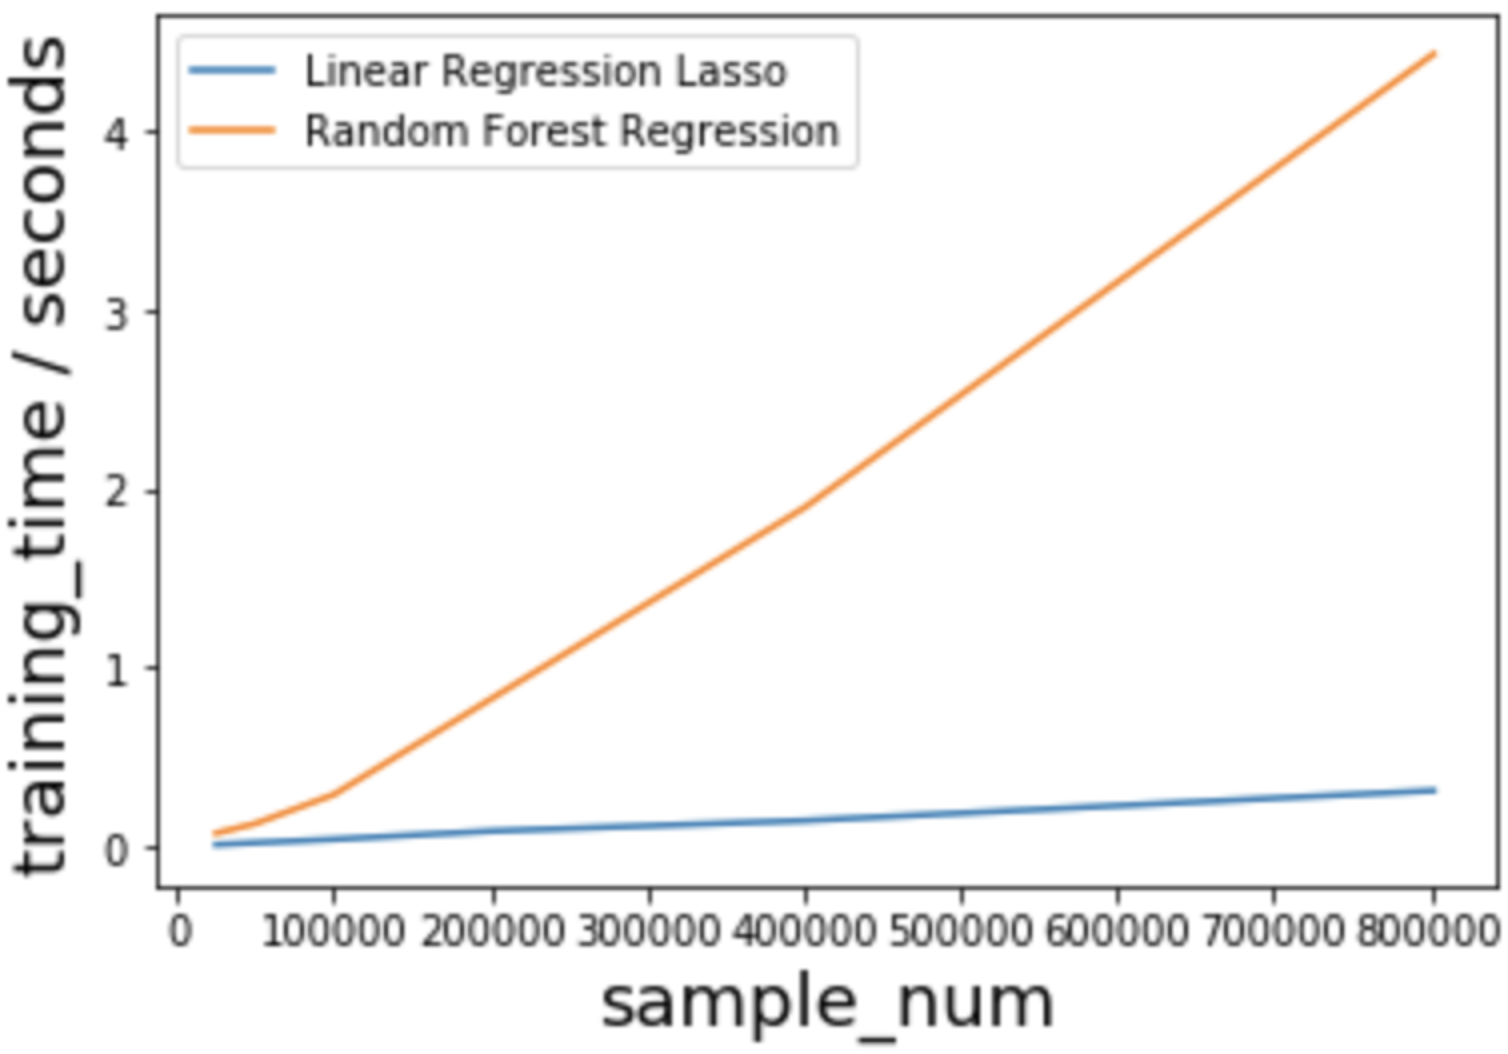 Linear Regression Lasso
Random Forest Regression
training_time / seconds
4
3
2
1
0
0 100000 200000 300000 400000 500000 600000 700000 800000
sample_num